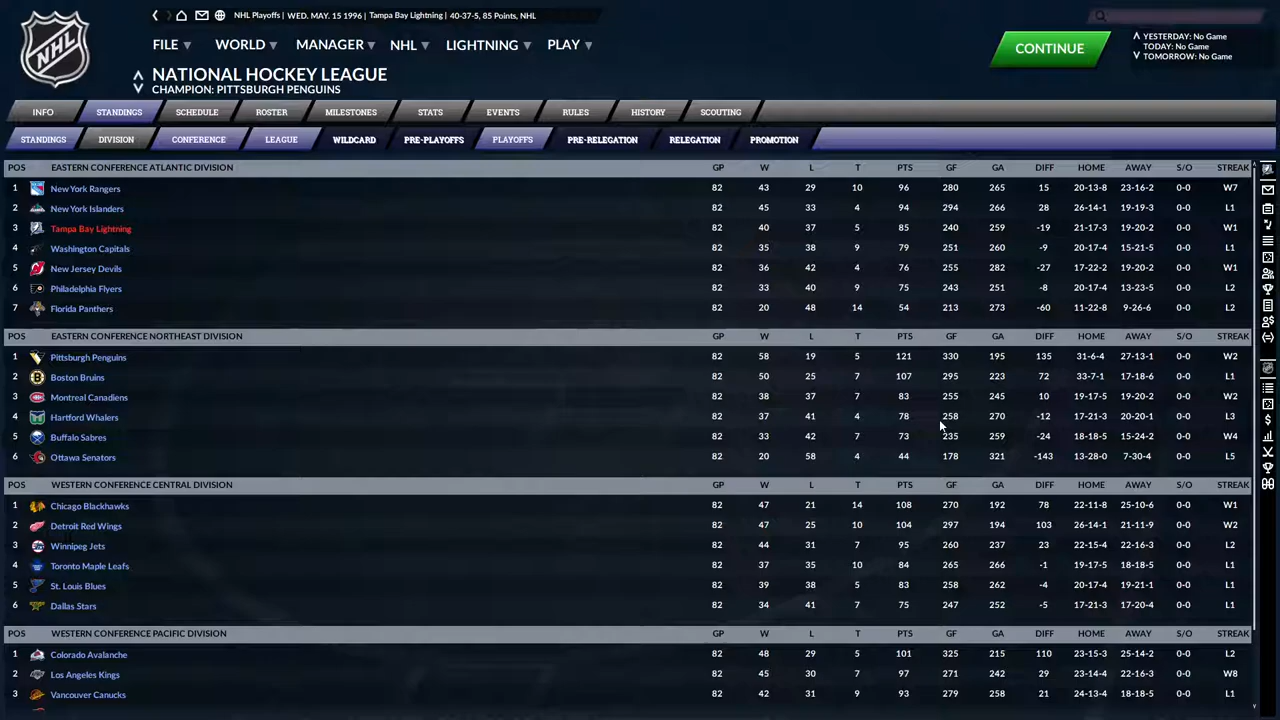 NHL Playoffs | WED. MAY. 15 1996 | Tampa Bay Lightning | 40-37-5, 85 Points, NHL
FILE WORLD MANAGER NHL LIGHTNING PLAY
CONTINUE
YESTERDAY: No Game
TODAY: No Game
TOMORROW: No Game
NHL
NATIONAL HOCKEY LEAGUE
CHAMPION: PITTSBURGH PENGUINS
INFO STANDINGS SCHEDULE ROSTER MILESTONES STATS EVENTS RULES HISTORY SCOUTING
STANDINGS DIVISION CONFERENCE LEAGUE WILDCARD PRE-PLAYOFFS PLAYOFFS PRE-RELEGATION RELEGATION PROMOTION
POS EASTERN CONFERENCE ATLANTIC DIVISION GP W L T PTS GF GA DIFF HOME AWAY S/O STREAK
1 New York Rangers 82 43 29 10 96 280 265 15 20-13-8 23-16-2 0-0 W7
2 New York Islanders 82 45 33 4 94 294 266 28 26-14-1 19-19-3 0-0 L1
3 Tampa Bay Lightning 82 40 37 5 85 240 259 -19 21-17-3 19-20-2 0-0 W1
4 Washington Capitals 82 35 38 9 79 251 260 -9 20-17-4 15-21-5 0-0 L1
5 New Jersey Devils 82 36 42 4 76 255 282 -27 17-22-2 19-20-2 0-0 W1
6 Philadelphia Flyers 82 33 40 9 75 243 251 -8 20-17-4 13-23-5 0-0 L2
7 Florida Panthers 82 20 48 14 54 213 273 -60 11-22-8 9-26-6 0-0 L2
POS EASTERN CONFERENCE NORTHEAST DIVISION GP W L T PTS GF GA DIFF HOME AWAY S/O STREAK
1 Pittsburgh Penguins 82 58 19 5 121 330 195 135 31-6-4 27-13-1 0-0 W2
2 Boston Bruins 82 50 25 7 107 295 223 72 33-7-1 17-18-6 0-0 L1
3 Montreal Canadiens 82 38 37 7 83 255 245 10 19-17-5 19-20-2 0-0 W2
4 Hartford Whalers 82 37 41 4 78 258 270 -12 17-21-3 20-20-1 0-0 L3
5 Buffalo Sabres 82 33 42 7 73 235 259 -24 18-18-5 15-24-2 0-0 W4
6 Ottawa Senators 82 20 58 4 44 178 321 -143 13-28-0 7-30-4 0-0 L5
POS WESTERN CONFERENCE CENTRAL DIVISION GP W L T PTS GF GA DIFF HOME AWAY S/O STREAK
1 Chicago Blackhawks 82 47 21 14 108 270 192 78 22-11-8 25-10-6 0-0 W1
2 Detroit Red Wings 82 47 25 10 104 297 194 103 26-14-1 21-11-9 0-0 W2
3 Winnipeg Jets 82 44 31 7 95 260 237 23 22-15-4 22-16-3 0-0 L2
4 Toronto Maple Leafs 82 37 35 10 84 265 266 -1 19-17-5 18-18-5 0-0 L1
5 St. Louis Blues 82 39 38 5 83 258 262 -4 20-17-4 19-21-1 0-0 L1
6 Dallas Stars 82 34 41 7 75 247 252 -5 17-21-3 17-20-4 0-0 L1
POS WESTERN CONFERENCE PACIFIC DIVISION GP W L T PTS GF GA DIFF HOME AWAY S/O STREAK
1 Colorado Avalanche 82 48 29 5 101 325 215 110 23-15-3 25-14-2 0-0 L2
2 Los Angeles Kings 82 45 30 7 97 271 242 29 23-14-4 22-16-3 0-0 W8
3 Vancouver Canucks 82 42 31 9 93 279 258 21 24-13-4 18-18-5 0-0 L1